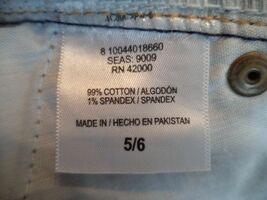 8 10044018660
SEAS: 9009
RN 42000
99% COTTON / ALGODÓN
1% SPANDEX / SPANDEX
MADE IN / HECHO EN PAKISTAN
5/6